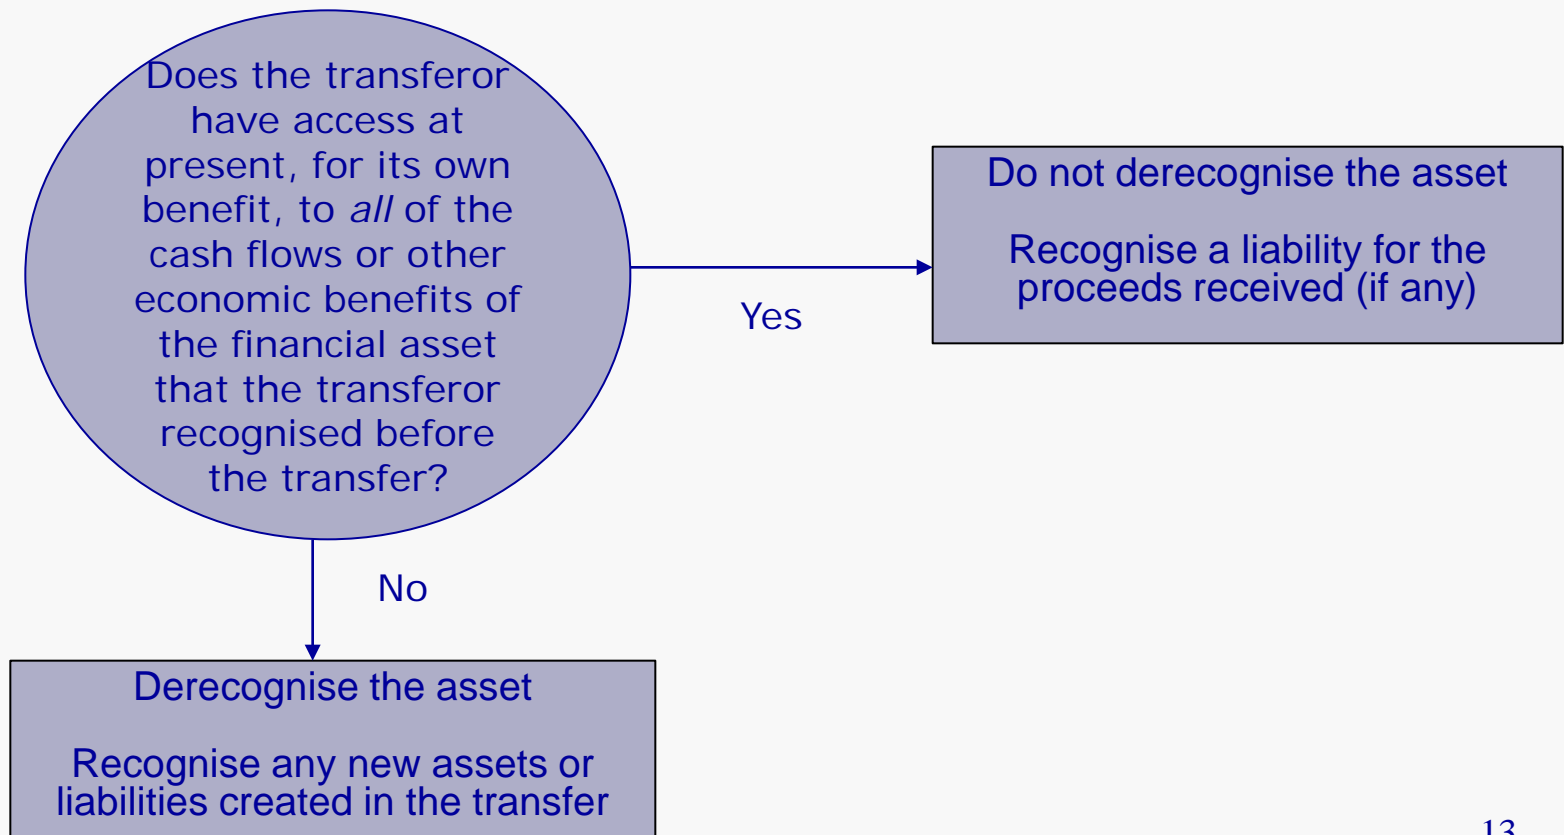 Does the transferor
have access at
present, for its own
benefit, to all of the
cash flows or other
economic benefits of
the financial asset
that the transferor
recognised before
the transfer?
Yes
Do not derecognise the asset
Recognise a liability for the
proceeds received (if any)
No
Derecognise the asset
Recognise any new assets or
liabilities created in the transfer
13